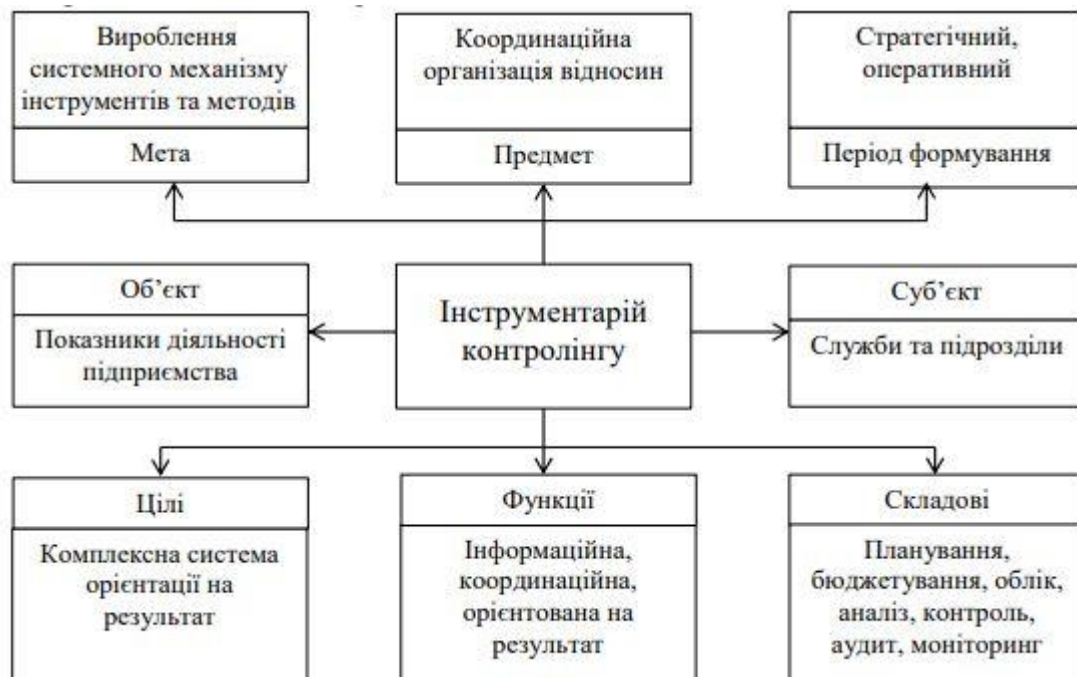 Вироблення
системного механізму
інструментів та методів
Мета
Координаційна
організація відносин
Предмет
Стратегічний,
оперативний
Період формування
Об’єкт
Показники діяльності
підприємства
Інструментарій
контролінгу
Суб’єкт
Служби та підрозділи
Цілі
Комплексна система
орієнтації на
результат
Функції
Інформаційна,
координаційна,
орієнтована на
результат
Складові
Планування,
бюджетування, облік,
аналіз, контроль,
аудит, моніторинг